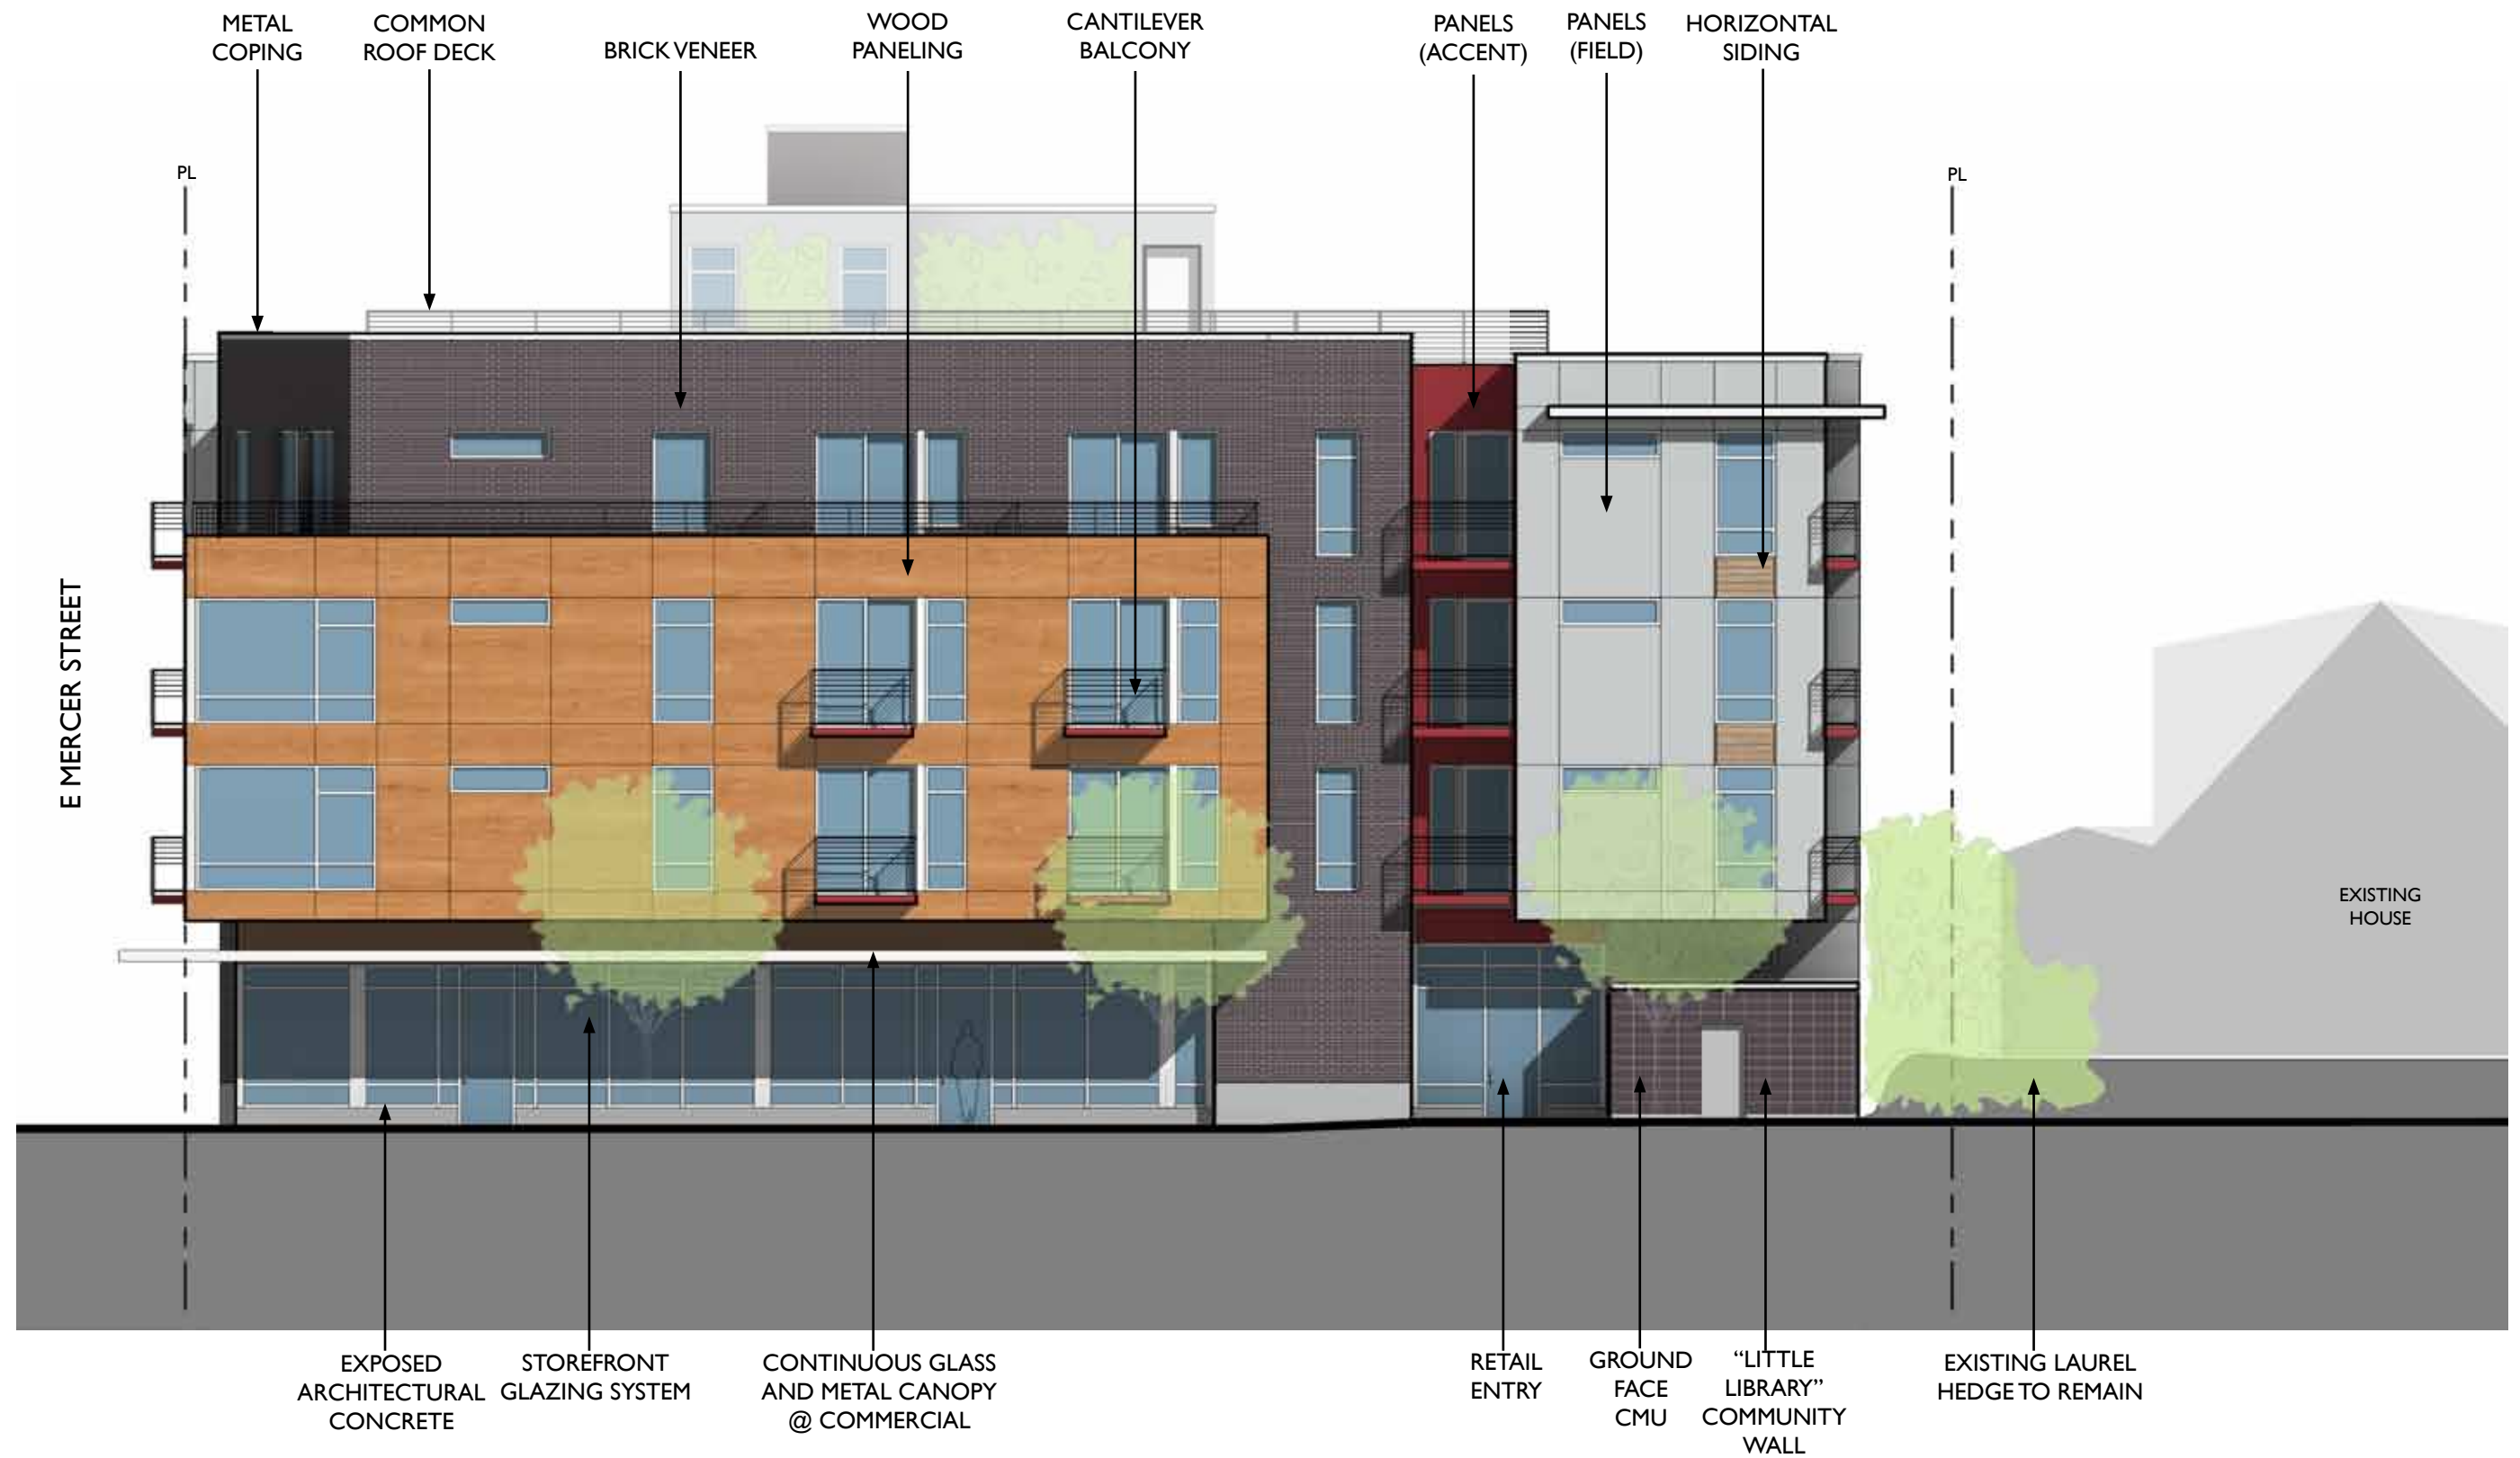 METAL
COPING
COMMON
ROOF DECK
BRICK VENEER
WOOD
PANELING
CANTILEVER
BALCONY
PANELS
(ACCENT)
PANELS
(FIELD)
HORIZONTAL
SIDING
PL
PL
E MERCER STREET
EXISTING
HOUSE
EXPOSED
ARCHITECTURAL
CONCRETE
STOREFRONT
GLAZING SYSTEM
CONTINUOUS GLASS
AND METAL CANOPY
@ COMMERCIAL
RETAIL
ENTRY
GROUND
FACE
CMU
“LITTLE
LIBRARY”
COMMUNITY
WALL
EXISTING LAUREL
HEDGE TO REMAIN